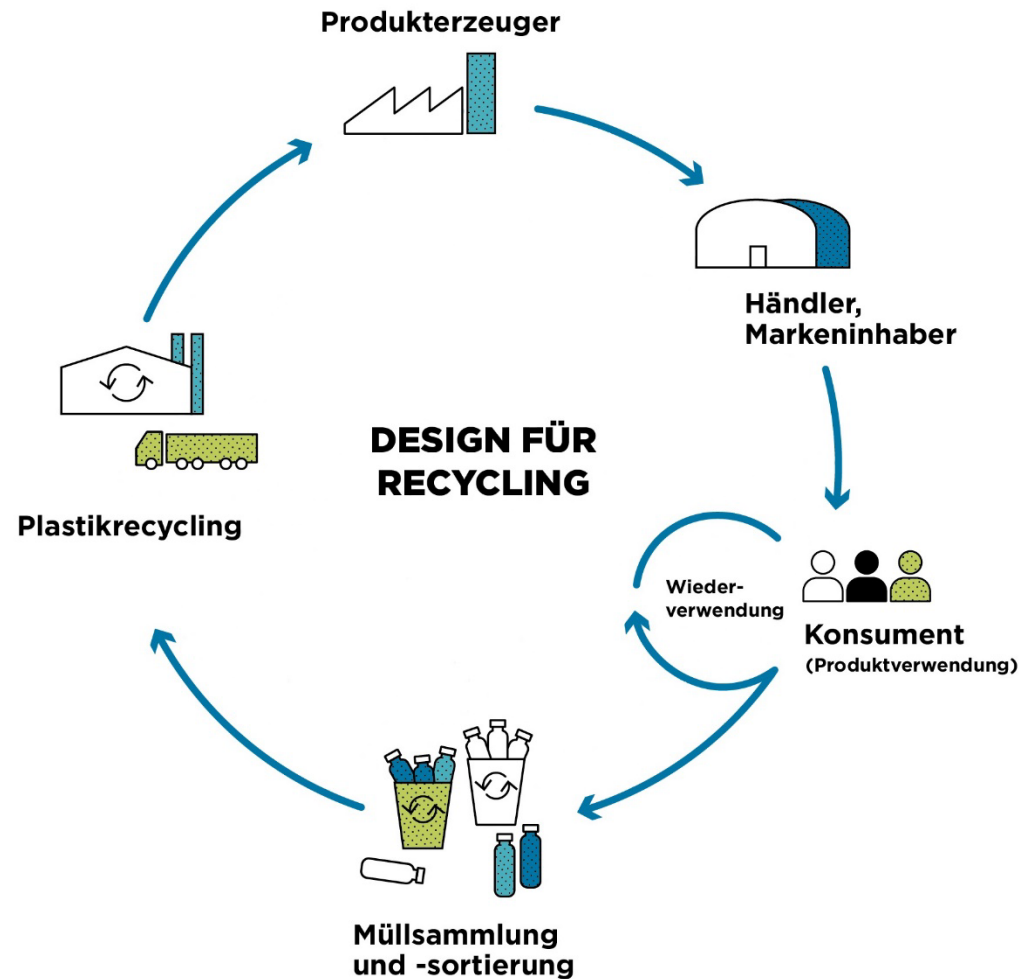 Produkterzeuger
Händler,
Markeninhaber
DESIGN FÜR
RECYCLING
Plastikrecycling
Wieder-
verwendung
Konsument
(Produktverwendung)
Müllsammlung
und -sortierung